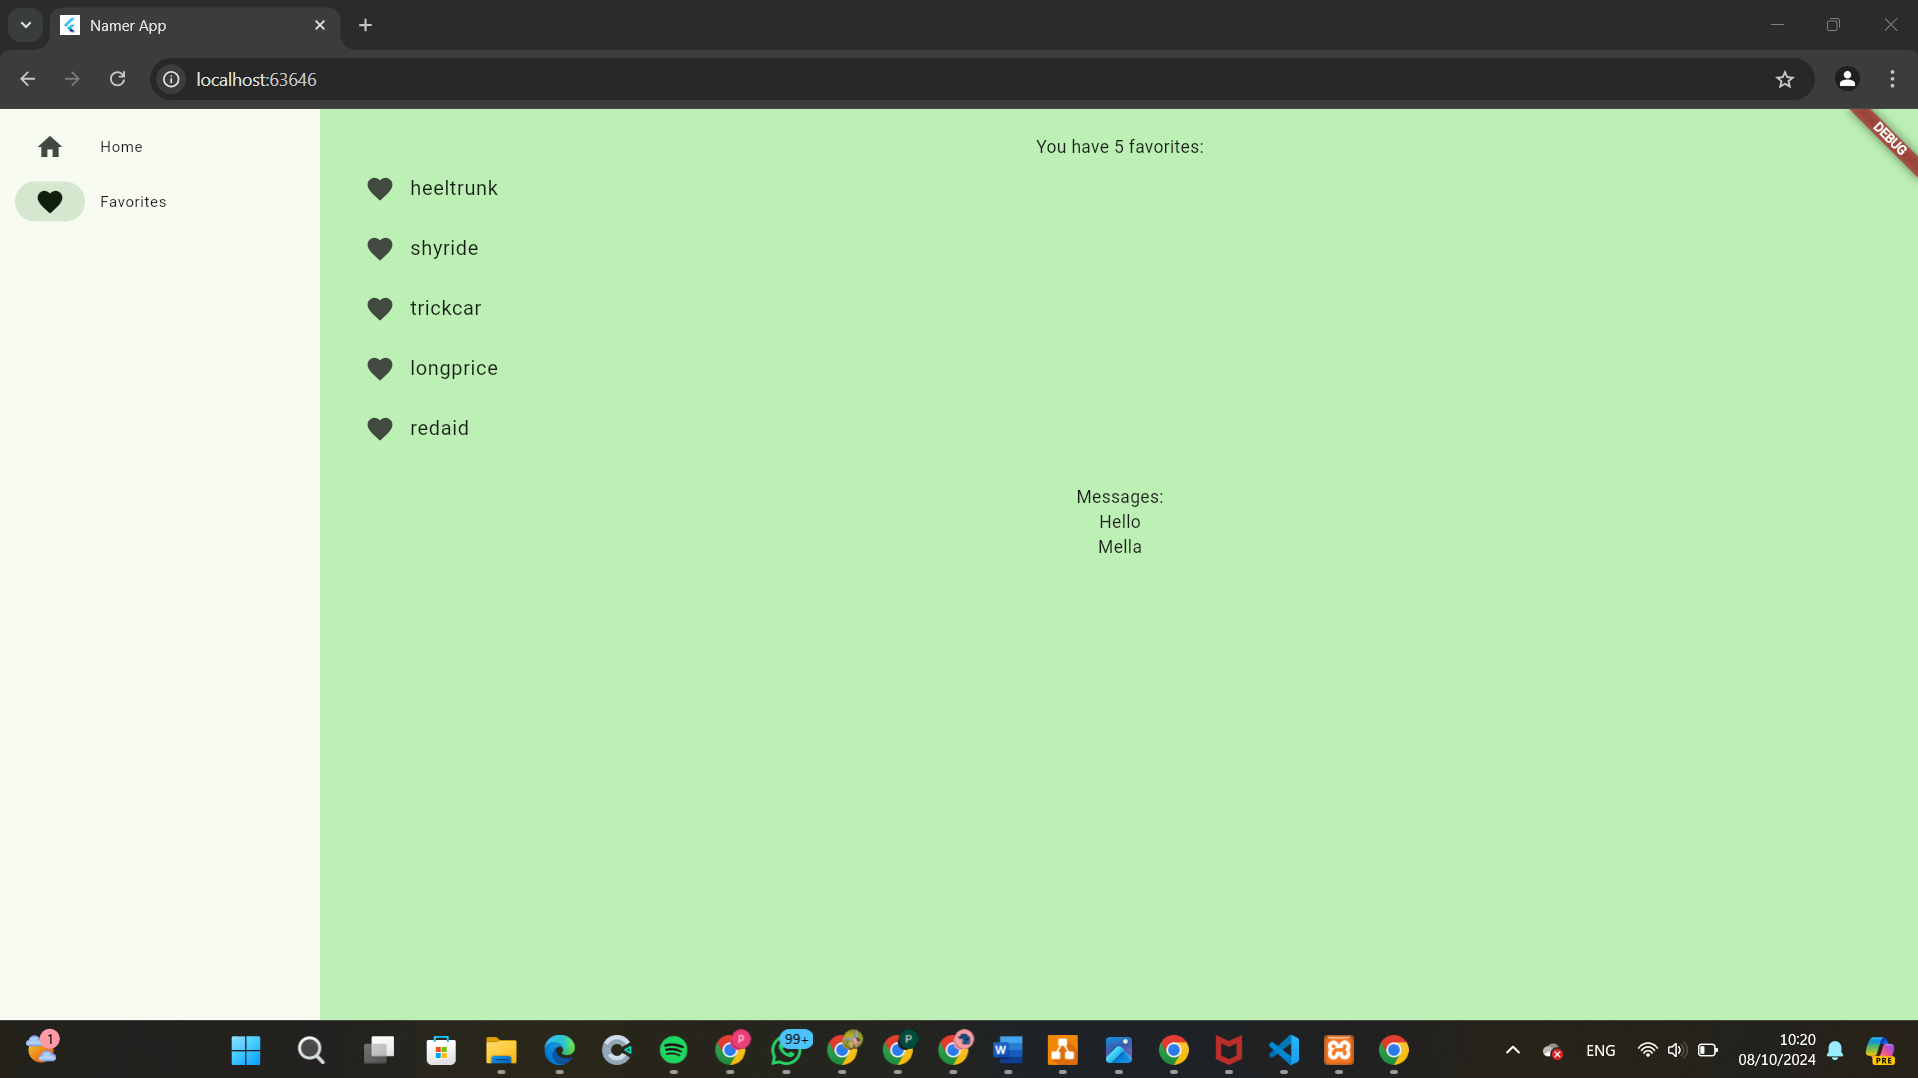 Namer App
localhost:63646
DEBUG
Home
Favorites
You have 5 favorites:
heeltrunk
shyride
trickcar
longprice
redaid
Messages:
Hello
Mella
1
P
99+
P
W
ENG
10:20
08/10/2024
PRE